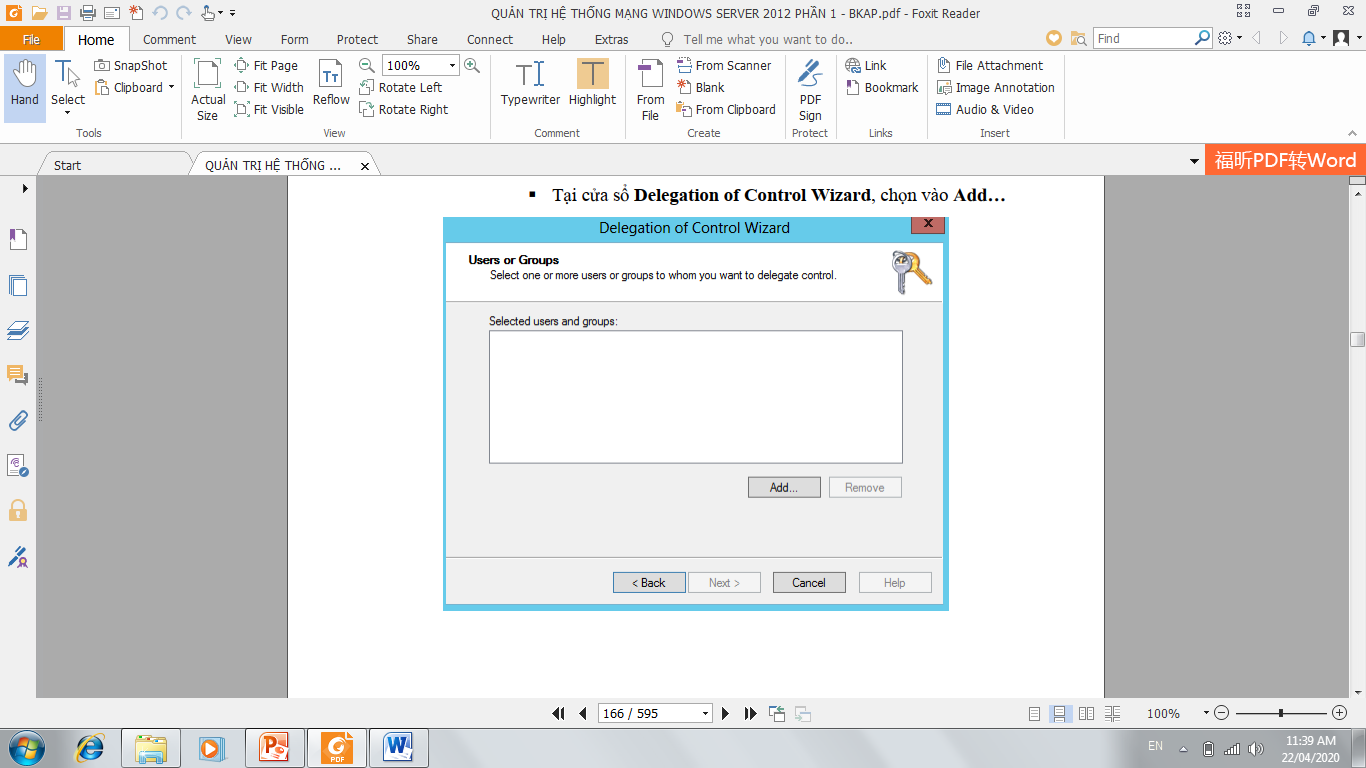 QUẢN TRỊ HỆ THỐNG MẠNG WINDOWS SERVER 2012 PHẦN 1 - BKAP.pdf - Foxit Reader
File Home Comment View Form Protect Share Connect Help Extras Tell me what you want to do.. Find
Hand
Select
SnapShot
Clipboard
Tools
Actual Size
Fit Page
Fit Width
Fit Visible
Reflow
100%
Rotate Left
Rotate Right
View
Typewriter
Highlight
Comment
From File
From Scanner
Blank
From Clipboard
Create
PDF Sign
Protect
Link
Bookmark
Links
File Attachment
Image Annotation
Audio & Video
Insert
Start
QUẢN TRỊ HỆ THỐNG ... ×
福昕PDF转Word
▪ Tại cửa sổ Delegation of Control Wizard, chọn vào Add…
Delegation of Control Wizard
x
Users or Groups
Select one or more users or groups to whom you want to delegate control.
Selected users and groups:
Add... Remove
< Back Next > Cancel Help
166 / 595
100%
PDF
EN
11:39 AM
22/04/2020